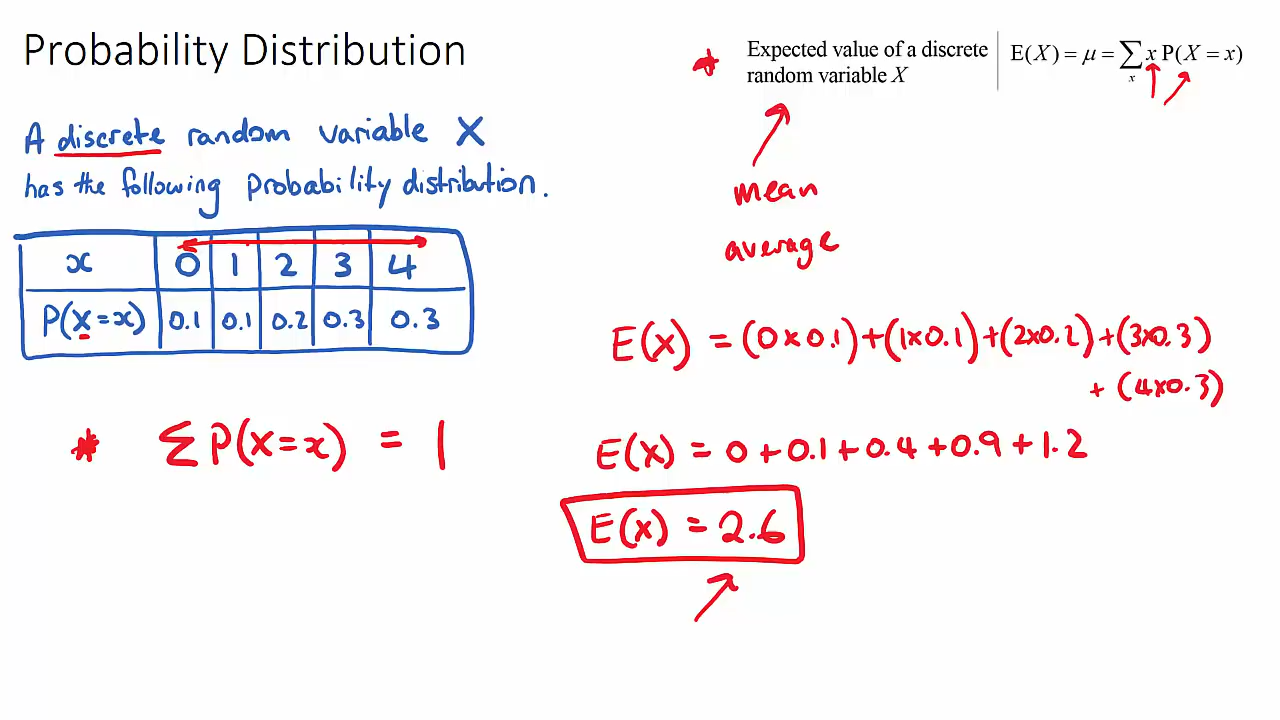 Probability Distribution
Expected value of a discrete random variable X
E(X) = μ = ∑ x P(X = x)
x
A discrete random variable X
has the following probability distribution.
mean
average
x 0 1 2 3 4
P(X=x) 0.1 0.1 0.2 0.3 0.3
* ΣP(X=x) = 1
E(X) = (0×0.1)+(1×0.1)+(2×0.2)+(3×0.3)
+ (4×0.3)
E(X) = 0+0.1+0.4+0.9+1.2
E(X) = 2.6